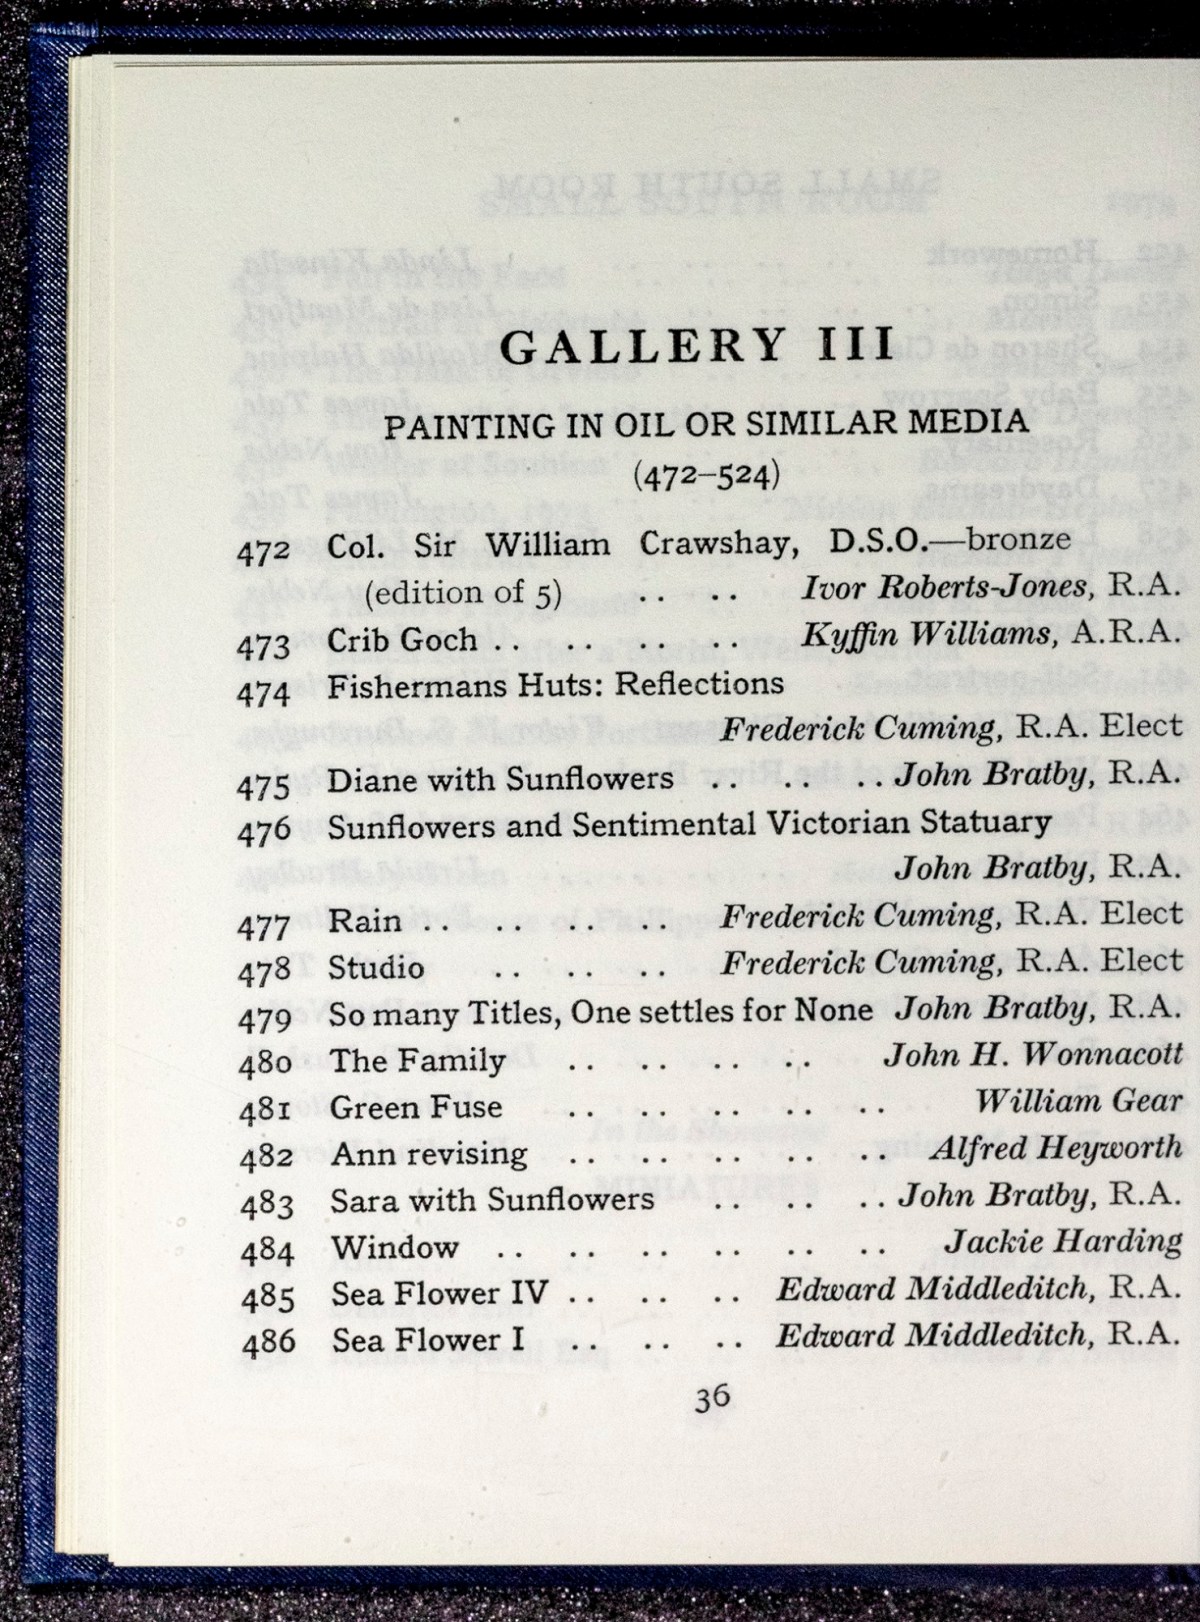 GALLERY III
PAINTING IN OIL OR SIMILAR MEDIA
(472–524)
472 Col. Sir William Crawshay, D.S.O.—bronze
(edition of 5) .. .. Ivor Roberts-Jones, R.A.
473 Crib Goch .. .. .. .. Kyffin Williams, A.R.A.
474 Fishermans Huts: Reflections
Frederick Cuming, R.A. Elect
475 Diane with Sunflowers .. .. .. John Bratby, R.A.
476 Sunflowers and Sentimental Victorian Statuary
John Bratby, R.A.
477 Rain .. .. .. .. Frederick Cuming, R.A. Elect
478 Studio .. .. .. Frederick Cuming, R.A. Elect
479 So many Titles, One settles for None John Bratby, R.A.
480 The Family .. .. .. .. John H. Wonnacott
481 Green Fuse .. .. .. .. .. William Gear
482 Ann revising .. .. .. .. .. Alfred Heyworth
483 Sara with Sunflowers .. .. .. John Bratby, R.A.
484 Window .. .. .. .. .. .. Jackie Harding
485 Sea Flower IV .. .. .. Edward Middleditch, R.A.
486 Sea Flower I .. .. .. Edward Middleditch, R.A.
36